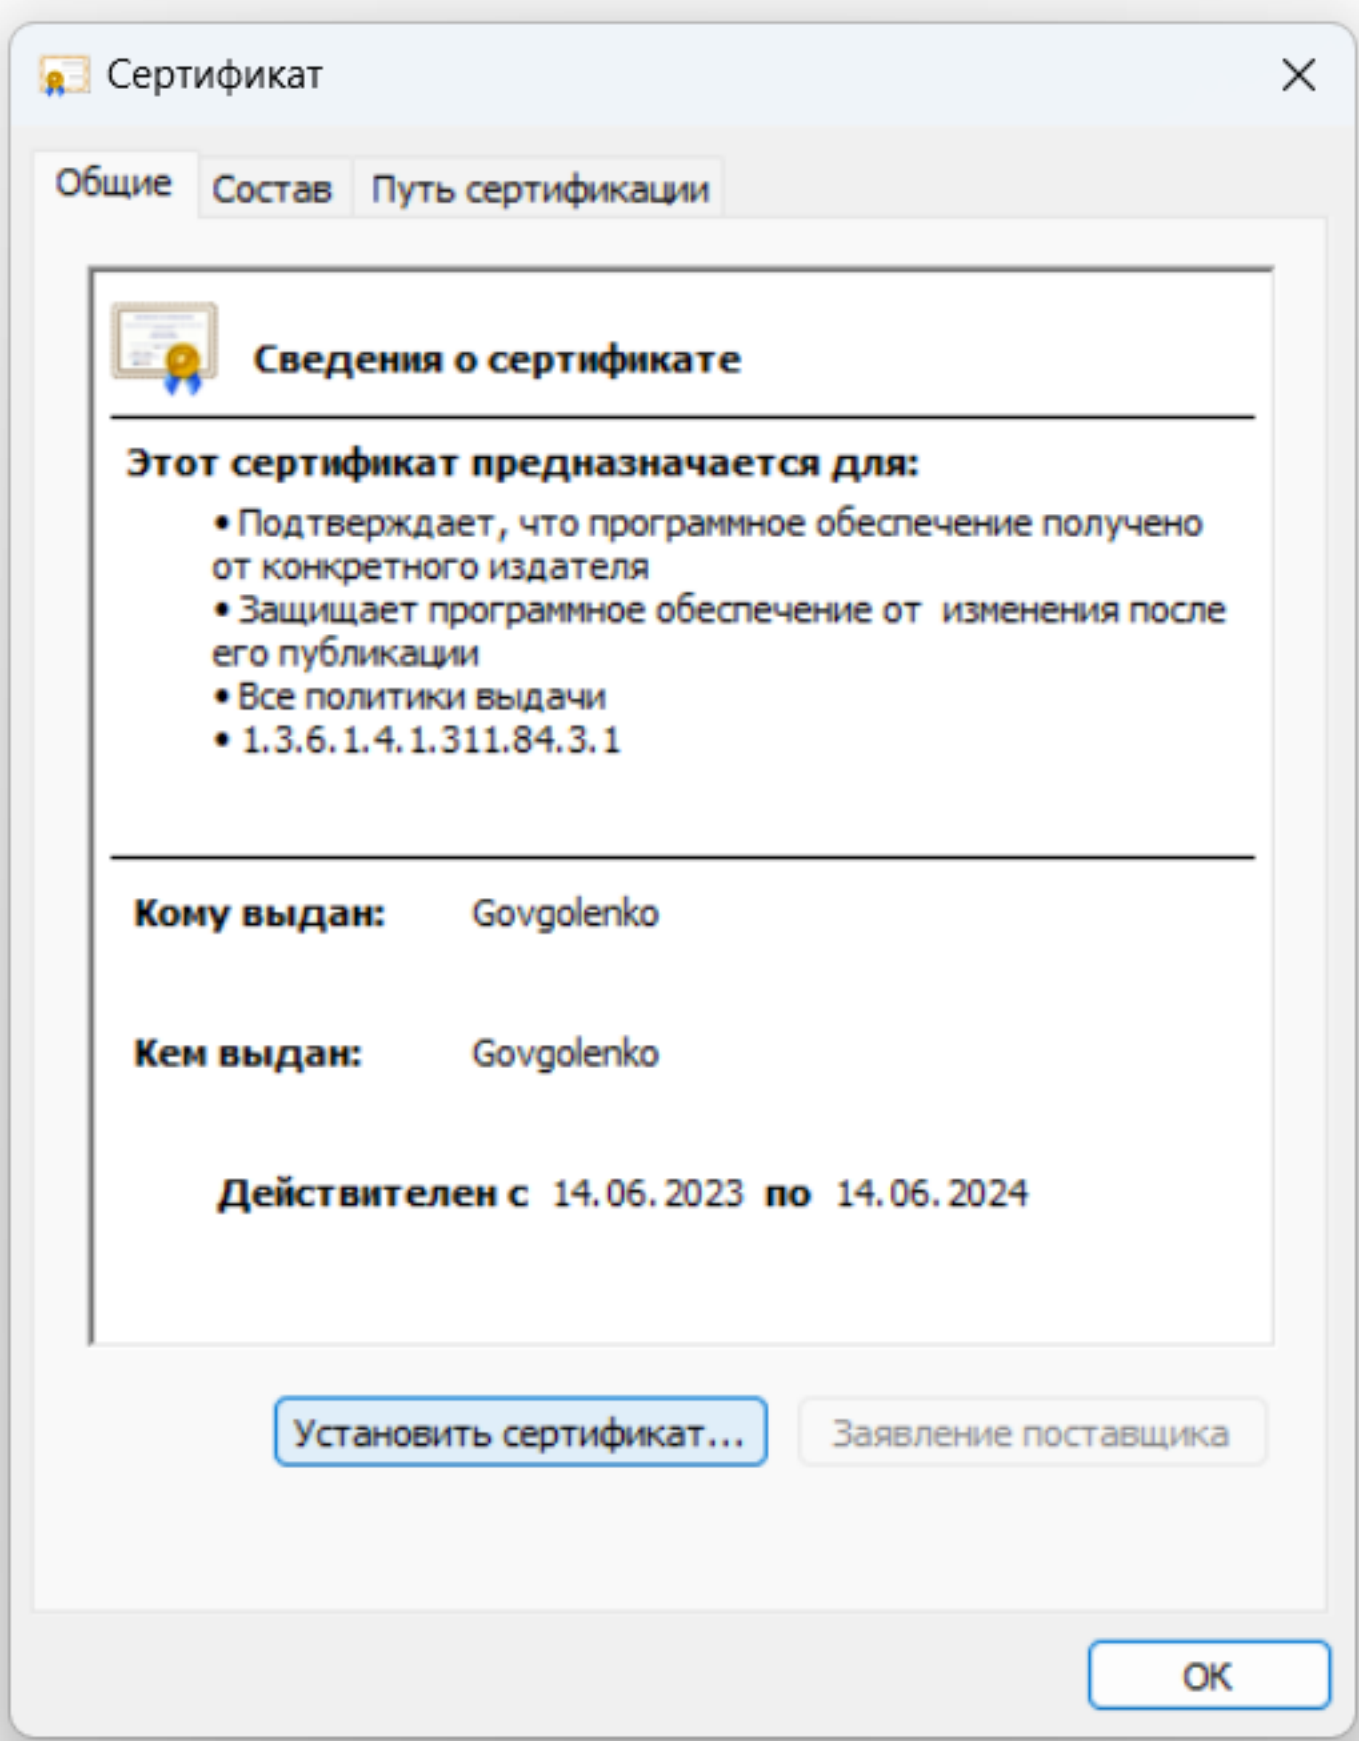 Сертификат
Общие Состав Путь сертификации
Сведения о сертификате
Этот сертификат предназначается для:
• Подтверждает, что программное обеспечение получено
от конкретного издателя
• Защищает программное обеспечение от изменения после
его публикации
• Все политики выдачи
• 1.3.6.1.4.1.311.84.3.1
Кому выдан: Govgolenko
Кем выдан: Govgolenko
Действителен с 14.06.2023 по 14.06.2024
Установить сертификат... Заявление поставщика
ОК